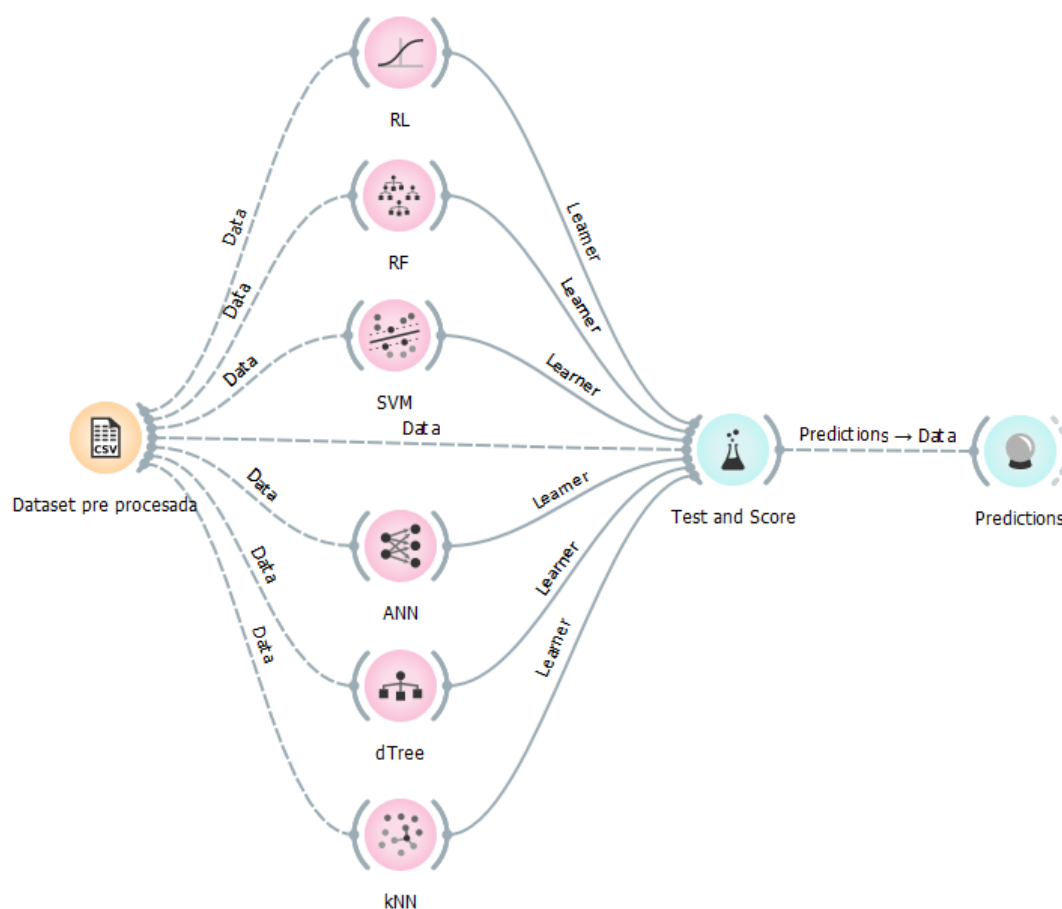 RL
Data
Learner
RF
Data
Learner
SVM
Data
Learner
CSV
Dataset pre procesada
Data
Test and Score
Predictions → Data
Predictions
Data
Learner
ANN
Data
Learner
dTree
Data
Learner
kNN